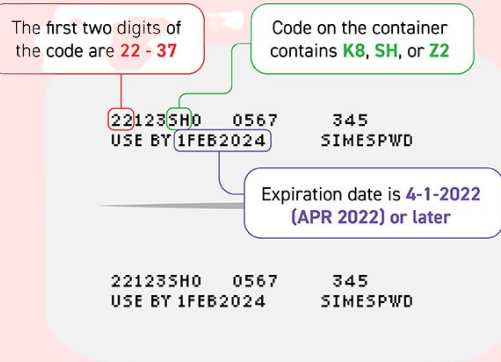 The first two digits of
the code are 22 - 37
Code on the container
contains K8, SH, or Z2
22123SH0 0567 345
USE BY 1FEB2024 SIMESPWD
Expiration date is 4-1-2022
(APR 2022) or later
22123SH0 0567 345
USE BY 1FEB2024 SIMESPWD